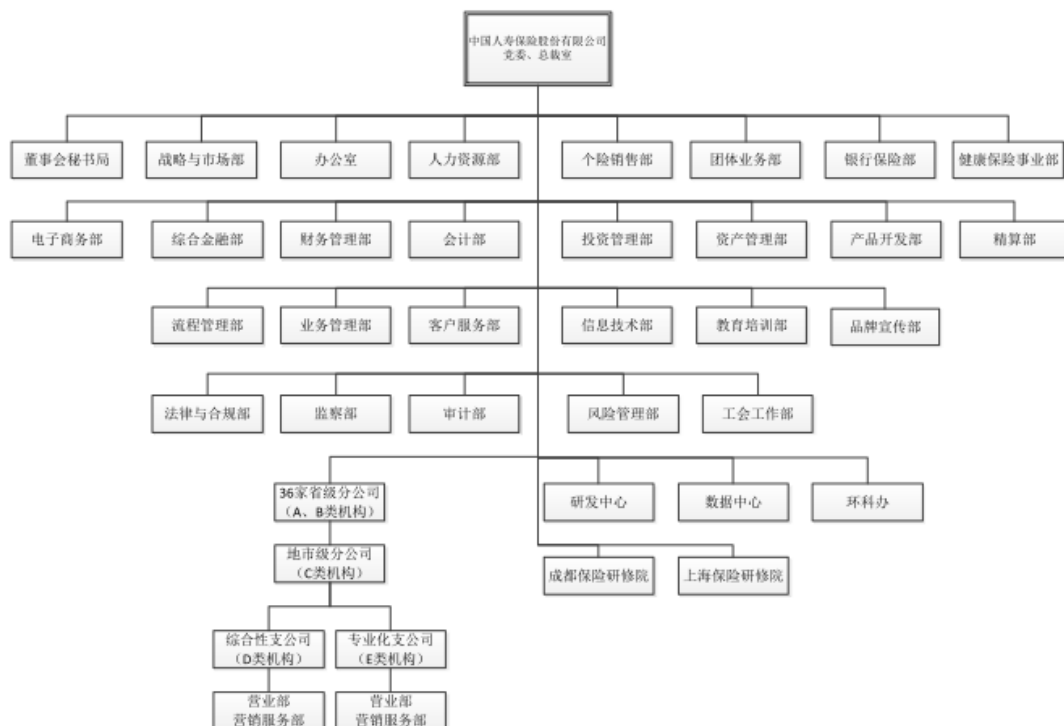 中国人寿保险股份有限公司
党委、总裁室
董事会秘书局
战略与市场部
办公室
人力资源部
个险销售部
团体业务部
银行保险部
健康保险事业部
电子商务部
综合金融部
财务管理部
会计部
投资管理部
资产管理部
产品开发部
精算部
流程管理部
业务管理部
客户服务部
信息技术部
教育培训部
品牌宣传部
法律与合规部
监察部
审计部
风险管理部
工会工作部
36家省级分公司
（A、B类机构）
研发中心
数据中心
环科办
地市级分公司
（C类机构）
成都保险研修院
上海保险研修院
综合性支公司
（D类机构）
专业化支公司
（E类机构）
营业部
营销服务部
营业部
营销服务部